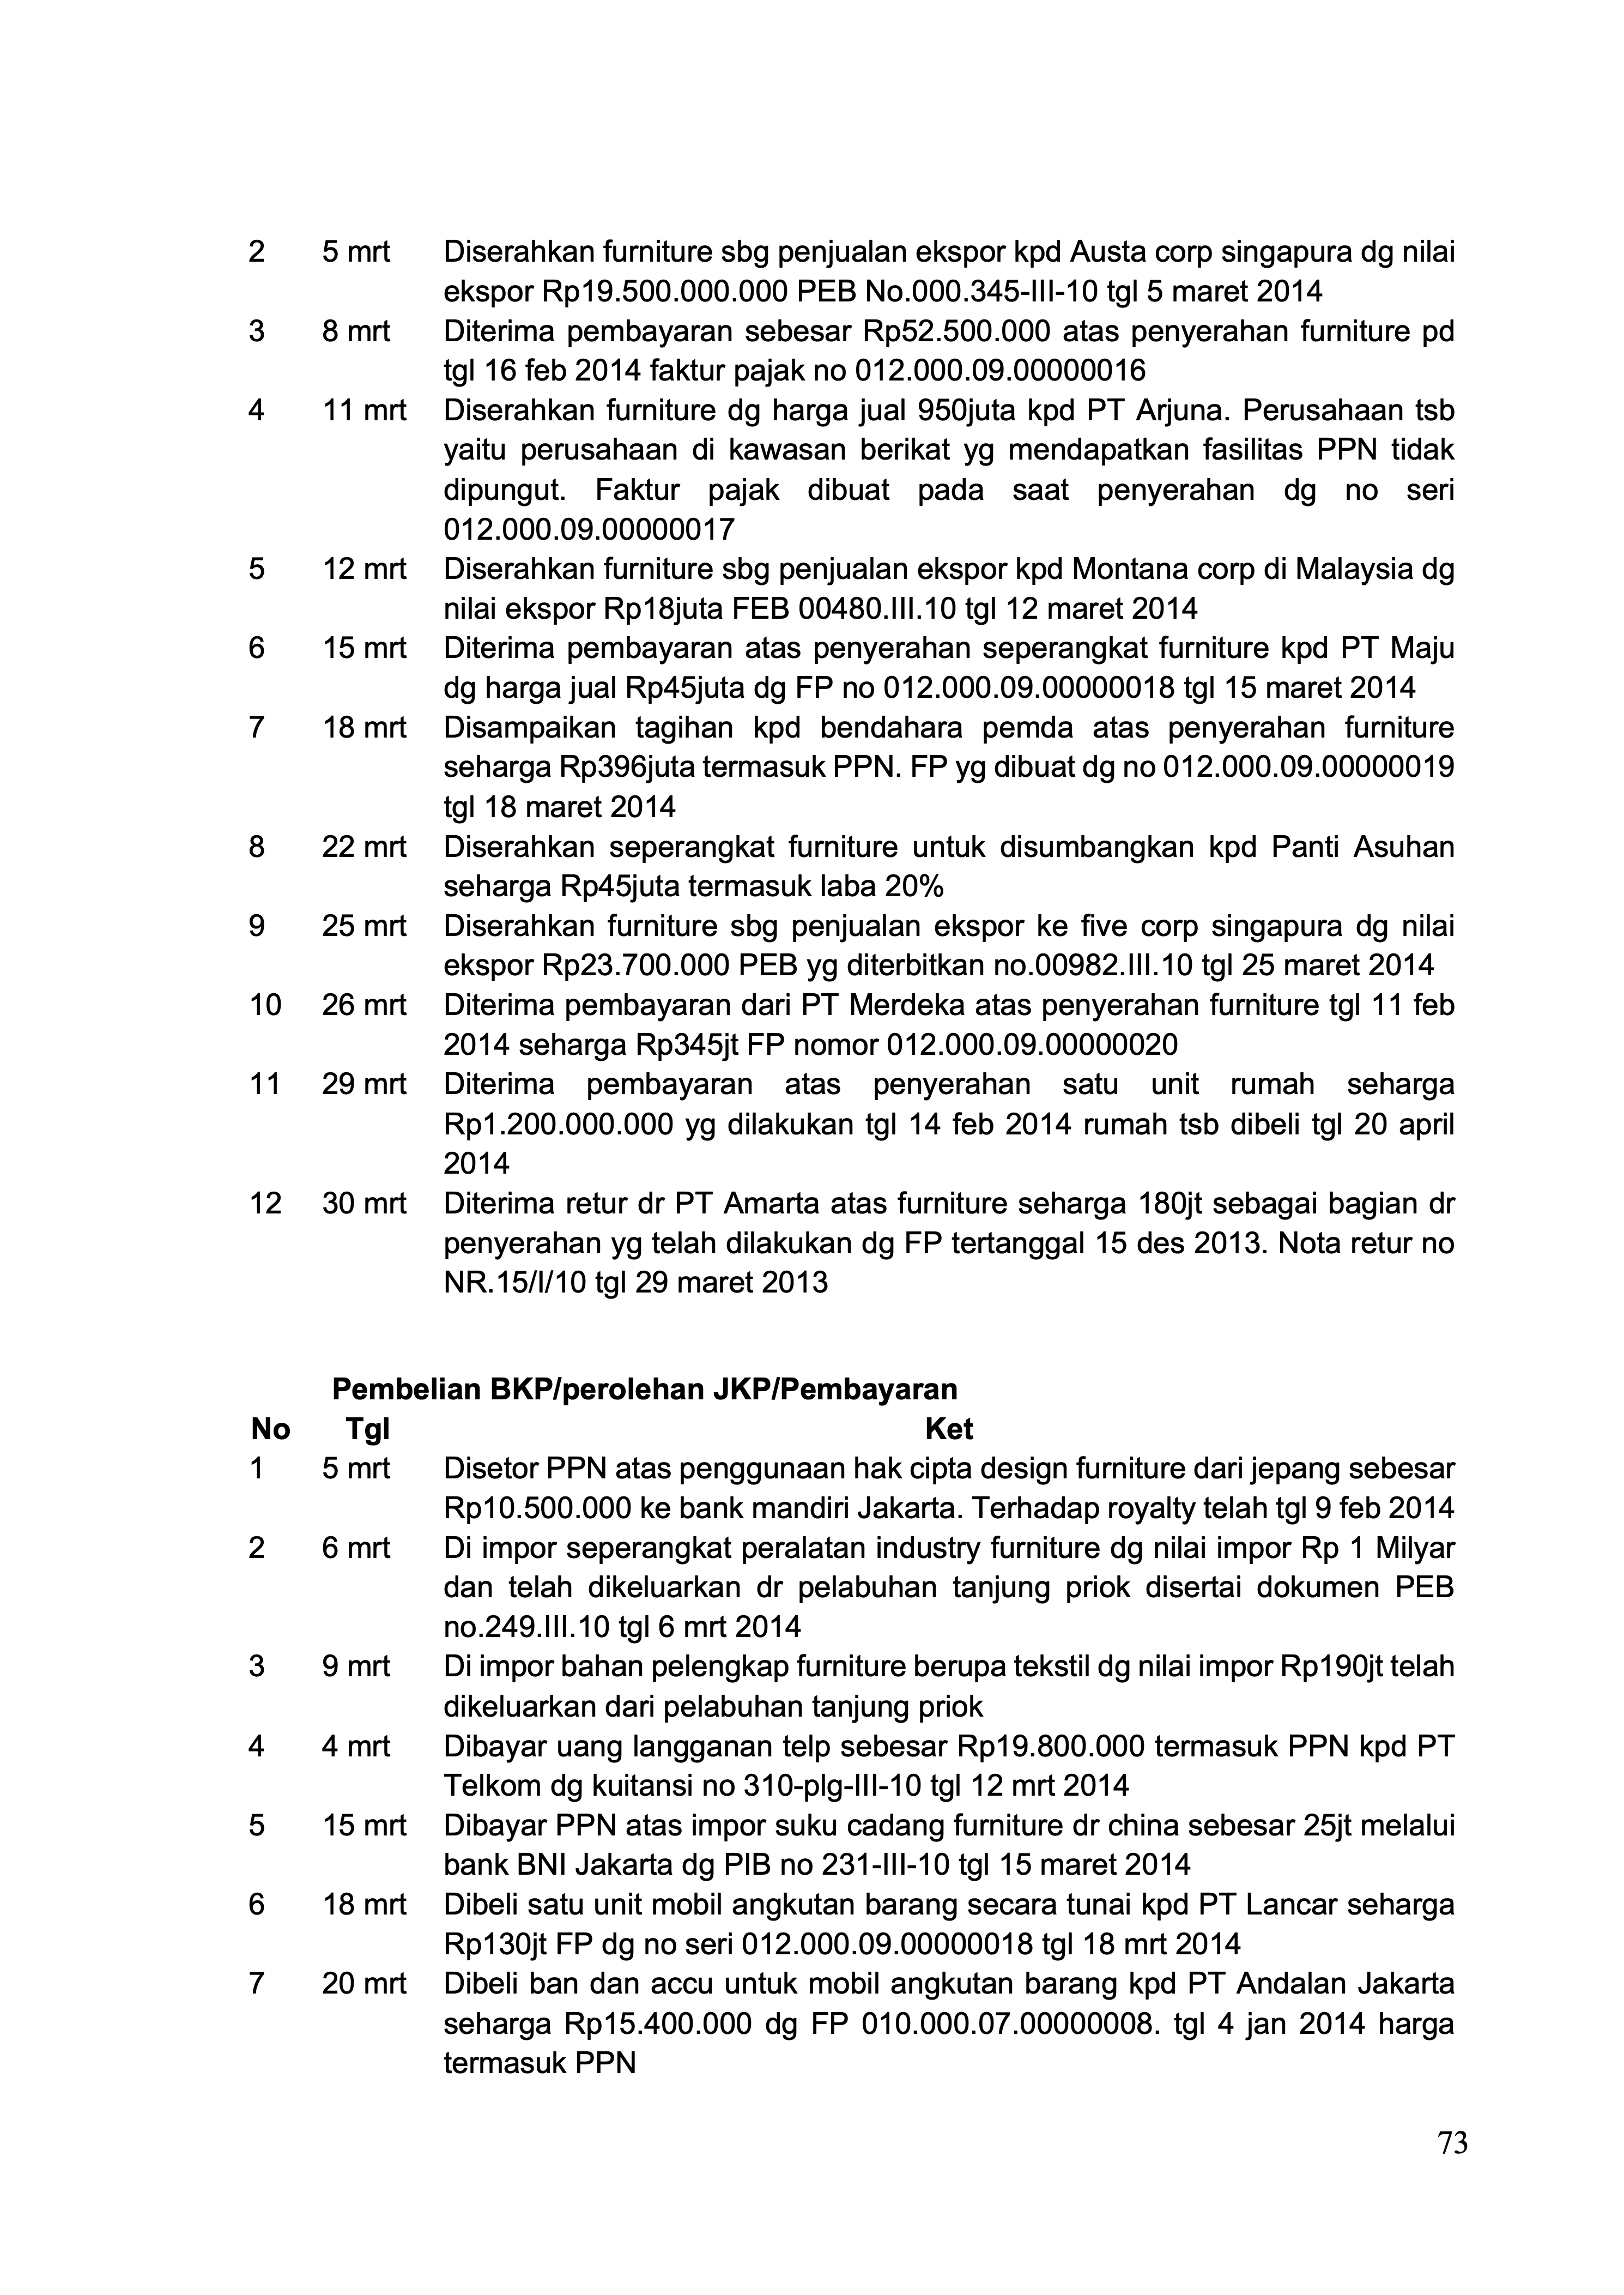 2 5 mrt Diserahkan furniture sbg penjualan ekspor kpd Austa corp singapura dg nilai
ekspor Rp19.500.000.000 PEB No.000.345-III-10 tgl 5 maret 2014
3 8 mrt Diterima pembayaran sebesar Rp52.500.000 atas penyerahan furniture pd
tgl 16 feb 2014 faktur pajak no 012.000.09.00000016
4 11 mrt Diserahkan furniture dg harga jual 950juta kpd PT Arjuna. Perusahaan tsb
yaitu perusahaan di kawasan berikat yg mendapatkan fasilitas PPN tidak
dipungut. Faktur pajak dibuat pada saat penyerahan dg no seri
012.000.09.00000017
5 12 mrt Diserahkan furniture sbg penjualan ekspor kpd Montana corp di Malaysia dg
nilai ekspor Rp18juta FEB 00480.III.10 tgl 12 maret 2014
6 15 mrt Diterima pembayaran atas penyerahan seperangkat furniture kpd PT Maju
dg harga jual Rp45juta dg FP no 012.000.09.00000018 tgl 15 maret 2014
7 18 mrt Disampaikan tagihan kpd bendahara pemda atas penyerahan furniture
seharga Rp396juta termasuk PPN. FP yg dibuat dg no 012.000.09.00000019
tgl 18 maret 2014
8 22 mrt Diserahkan seperangkat furniture untuk disumbangkan kpd Panti Asuhan
seharga Rp45juta termasuk laba 20%
9 25 mrt Diserahkan furniture sbg penjualan ekspor ke five corp singapura dg nilai
ekspor Rp23.700.000 PEB yg diterbitkan no.00982.III.10 tgl 25 maret 2014
10 26 mrt Diterima pembayaran dari PT Merdeka atas penyerahan furniture tgl 11 feb
2014 seharga Rp345jt FP nomor 012.000.09.00000020
11 29 mrt Diterima pembayaran atas penyerahan satu unit rumah seharga
Rp1.200.000.000 yg dilakukan tgl 14 feb 2014 rumah tsb dibeli tgl 20 april
2014
12 30 mrt Diterima retur dr PT Amarta atas furniture seharga 180jt sebagai bagian dr
penyerahan yg telah dilakukan dg FP tertanggal 15 des 2013. Nota retur no
NR.15/I/10 tgl 29 maret 2013
Pembelian BKP/perolehan JKP/Pembayaran
No Tgl Ket
1 5 mrt Disetor PPN atas penggunaan hak cipta design furniture dari jepang sebesar
Rp10.500.000 ke bank mandiri Jakarta. Terhadap royalty telah tgl 9 feb 2014
2 6 mrt Di impor seperangkat peralatan industry furniture dg nilai impor Rp 1 Milyar
dan telah dikeluarkan dr pelabuhan tanjung priok disertai dokumen PEB
no.249.III.10 tgl 6 mrt 2014
3 9 mrt Di impor bahan pelengkap furniture berupa tekstil dg nilai impor Rp190jt telah
dikeluarkan dari pelabuhan tanjung priok
4 4 mrt Dibayar uang langganan telp sebesar Rp19.800.000 termasuk PPN kpd PT
Telkom dg kuitansi no 310-plg-III-10 tgl 12 mrt 2014
5 15 mrt Dibayar PPN atas impor suku cadang furniture dr china sebesar 25jt melalui
bank BNI Jakarta dg PIB no 231-III-10 tgl 15 maret 2014
6 18 mrt Dibeli satu unit mobil angkutan barang secara tunai kpd PT Lancar seharga
Rp130jt FP dg no seri 012.000.09.00000018 tgl 18 mrt 2014
7 20 mrt Dibeli ban dan accu untuk mobil angkutan barang kpd PT Andalan Jakarta
seharga Rp15.400.000 dg FP 010.000.07.00000008. tgl 4 jan 2014 harga
termasuk PPN
73